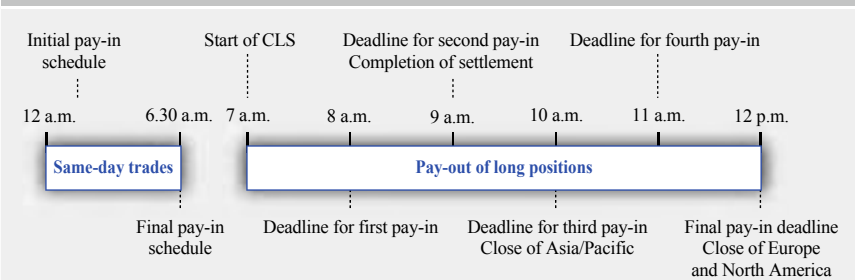 Initial pay-in
schedule
Start of CLS
Deadline for second pay-in
Completion of settlement
Deadline for fourth pay-in
12 a.m.
6.30 a.m.
7 a.m.
8 a.m.
9 a.m.
10 a.m.
11 a.m.
12 p.m.
Same-day trades
Pay-out of long positions
Final pay-in
schedule
Deadline for first pay-in
Deadline for third pay-in
Close of Asia/Pacific
Final pay-in deadline
Close of Europe
and North America